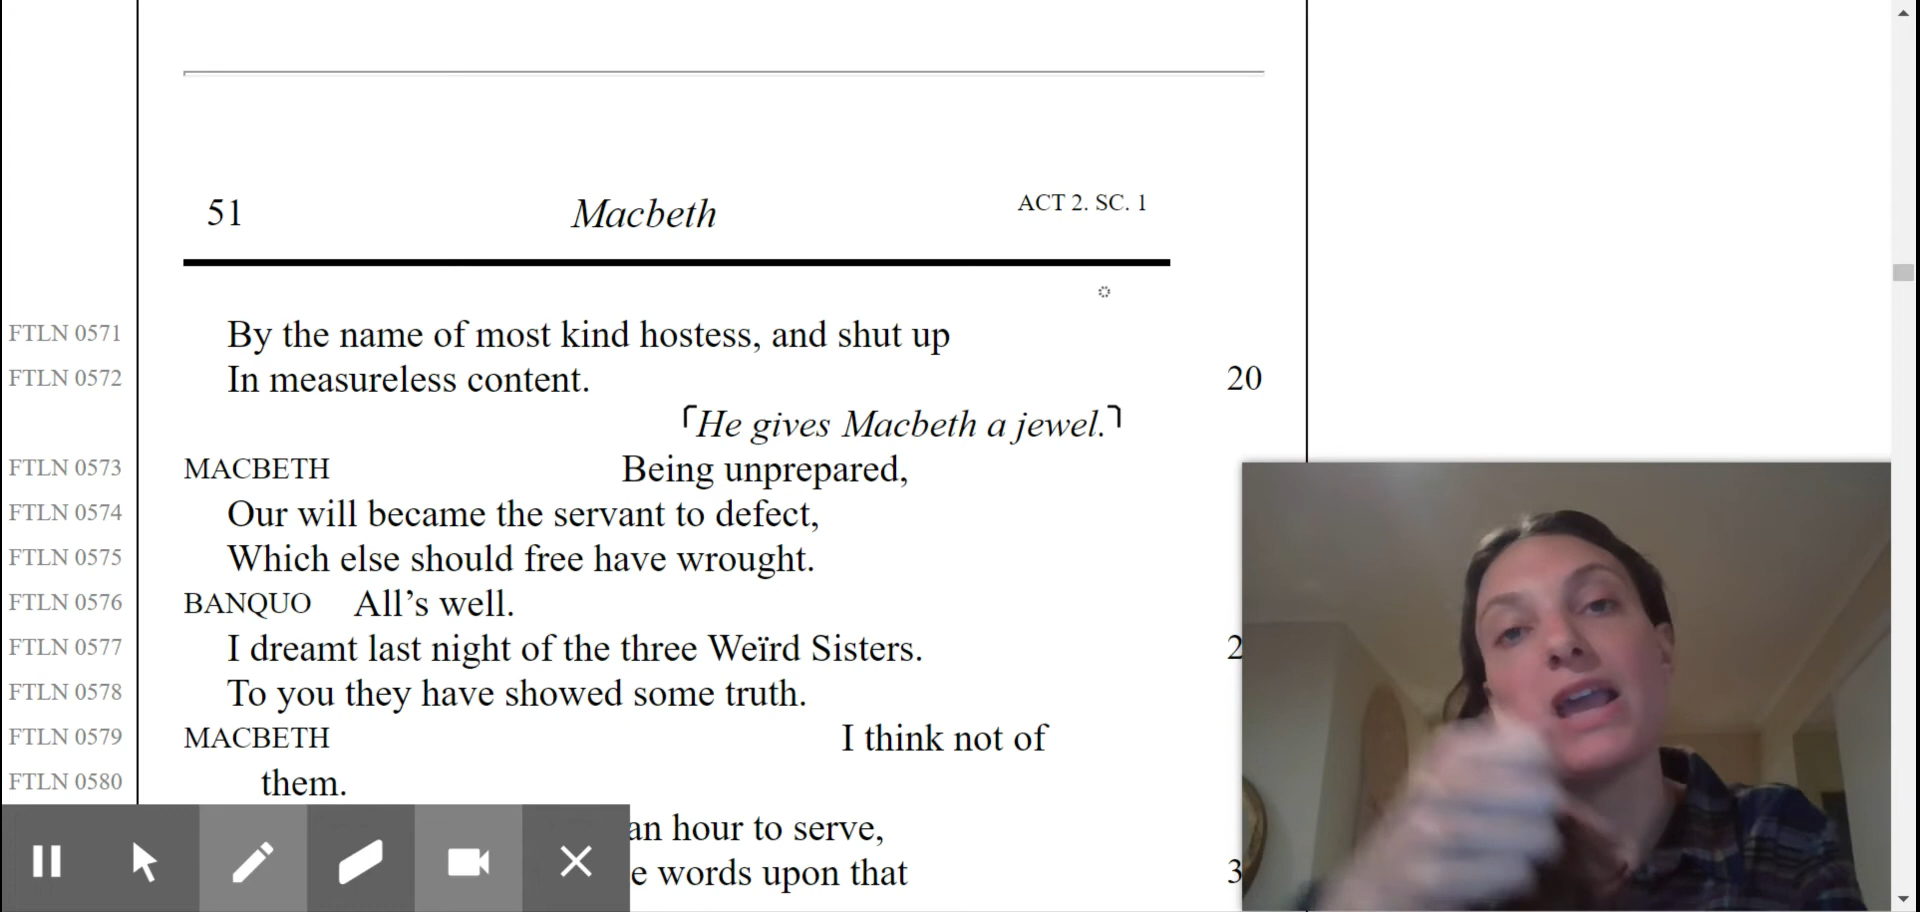 51 Macbeth ACT 2. SC. 1
FTLN 0571 By the name of most kind hostess, and shut up
FTLN 0572 In measureless content. 20
⌜He gives Macbeth a jewel.⌝
FTLN 0573 MACBETH Being unprepared,
FTLN 0574 Our will became the servant to defect,
FTLN 0575 Which else should free have wrought.
FTLN 0576 BANQUO All’s well.
FTLN 0577 I dreamt last night of the three Weïrd Sisters. 2
FTLN 0578 To you they have showed some truth.
FTLN 0579 MACBETH I think not of
FTLN 0580 them.
an hour to serve,
e words upon that 3